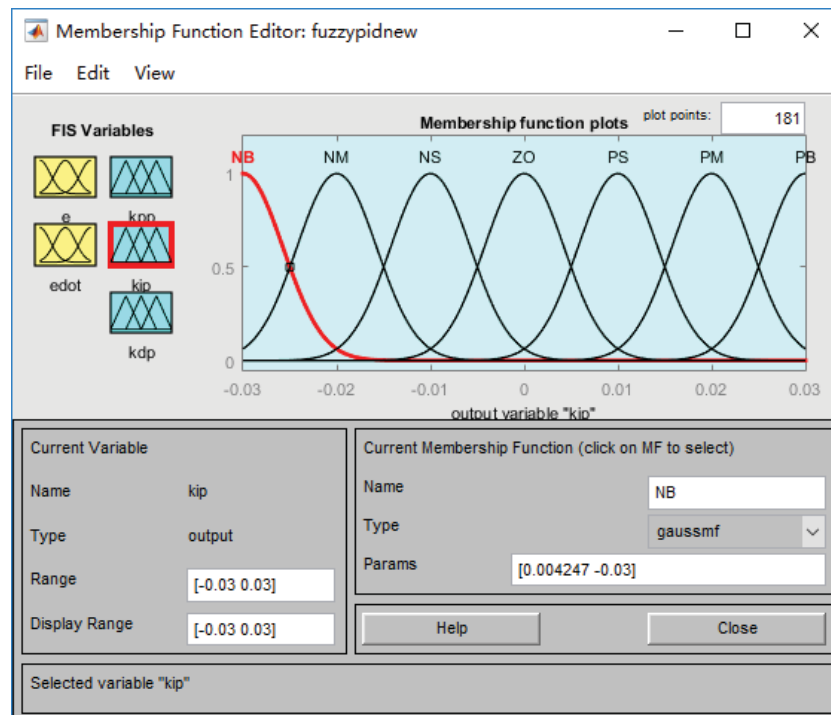 Membership Function Editor: fuzzypidnew
File Edit View
FIS Variables
e
kpp
edot
kip
kdp
Membership function plots
plot points:
181
NB NM NS ZO PS PM PB
1
0.5
0
-0.03 -0.02 -0.01 0 0.01 0.02 0.03
output variable "kip"
Current Variable
Name kip
Type output
Range [-0.03 0.03]
Display Range [-0.03 0.03]
Current Membership Function (click on MF to select)
Name NB
Type gaussmf
Params [0.004247 -0.03]
Help Close
Selected variable "kip"